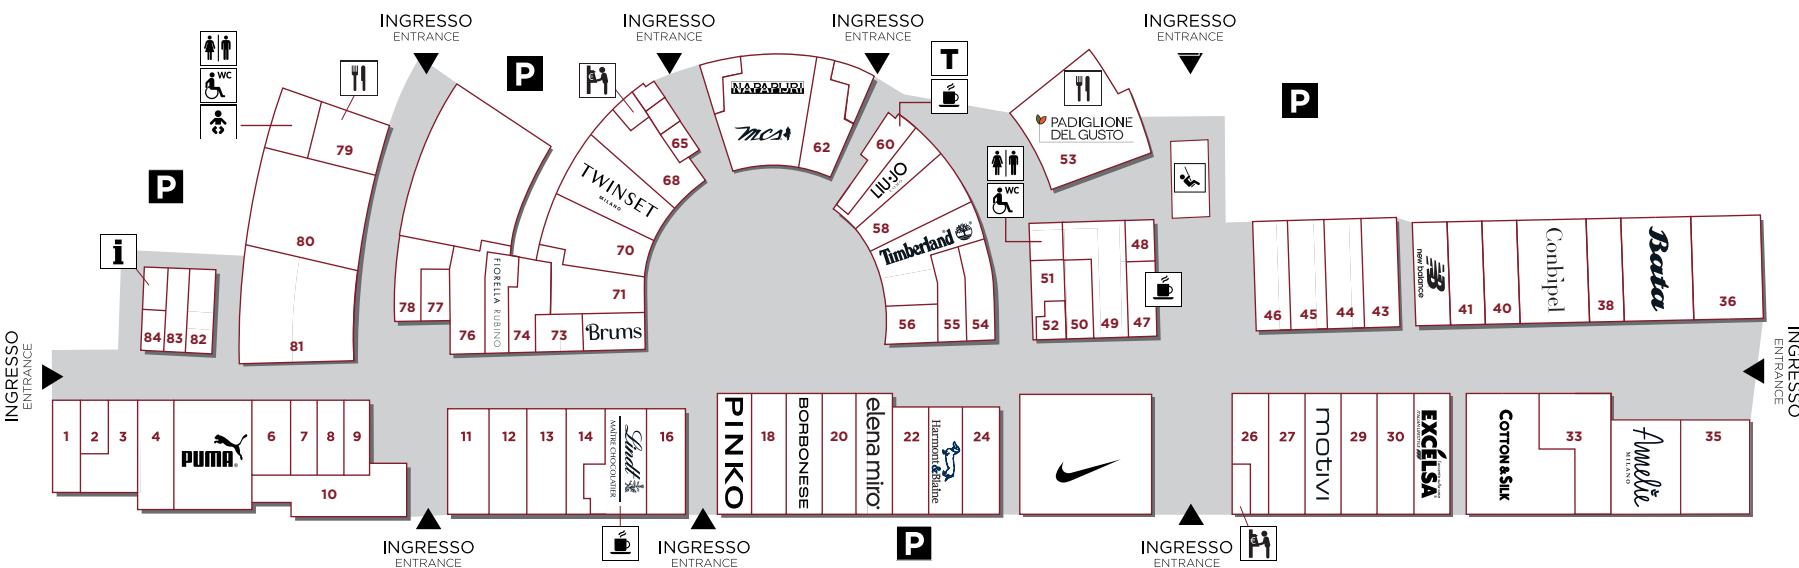 INGRESSO
ENTRANCE
INGRESSO
ENTRANCE
INGRESSO
ENTRANCE
INGRESSO
ENTRANCE
WC
P
T
P
NAPAPIJRI
mcs
62
65
60
PADIGLIONE
DEL GUSTO
53
79
P
TWINSET
MILANO
68
LIU·JO
WC
i
80
70
58
Timberland
48
51
71
78
77
76
FIORELLA RUBINO
74
73
Brums
56
55
54
52
50
49
47
46
45
44
43
new balance
41
40
Conbipel
38
Bata
36
84
83
82
81
INGRESSO
ENTRANCE
INGRESSO
ENTRANCE
1
2
3
4
PUMA
6
7
8
9
10
11
12
13
14
Lindt
MAÎTRE CHOCOLATIER
16
PINKO
18
BORBONESE
20
elena mirò
22
Harmont&Blaine
24
26
27
motivi
29
30
EXCELSA
COTTON & SILK
33
Amelie
MILANO
35
P
INGRESSO
ENTRANCE
INGRESSO
ENTRANCE
INGRESSO
ENTRANCE